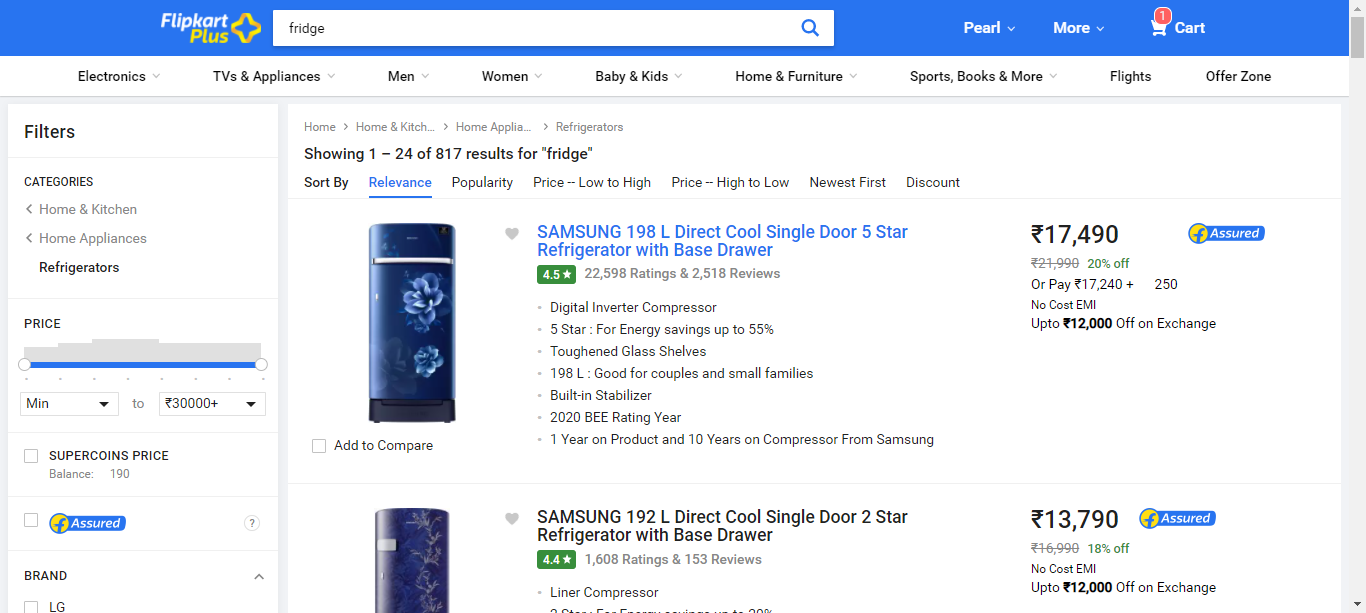 Flipkart
Plus
fridge
Pearl
More
1
Cart
Electronics
TVs & Appliances
Men
Women
Baby & Kids
Home & Furniture
Sports, Books & More
Flights
Offer Zone
Filters
CATEGORIES
Home & Kitchen
Home Appliances
Refrigerators
PRICE
Min to ₹30000+
SUPERCOINS PRICE
Balance: 190
f Assured
?
BRAND
LG
Home > Home & Kitch... > Home Applia... > Refrigerators
Showing 1 – 24 of 817 results for "fridge"
Sort By Relevance Popularity Price -- Low to High Price -- High to Low Newest First Discount
SAMSUNG 198 L Direct Cool Single Door 5 Star
Refrigerator with Base Drawer
4.5 ★ 22,598 Ratings & 2,518 Reviews
Digital Inverter Compressor
5 Star : For Energy savings up to 55%
Toughened Glass Shelves
198 L : Good for couples and small families
Built-in Stabilizer
2020 BEE Rating Year
1 Year on Product and 10 Years on Compressor From Samsung
Add to Compare
₹17,490
f Assured
₹21,990 20% off
Or Pay ₹17,240 + 250
No Cost EMI
Upto ₹12,000 Off on Exchange
SAMSUNG 192 L Direct Cool Single Door 2 Star
Refrigerator with Base Drawer
4.4 ★ 1,608 Ratings & 153 Reviews
Liner Compressor
₹13,790
f Assured
₹16,990 18% off
No Cost EMI
Upto ₹12,000 Off on Exchange